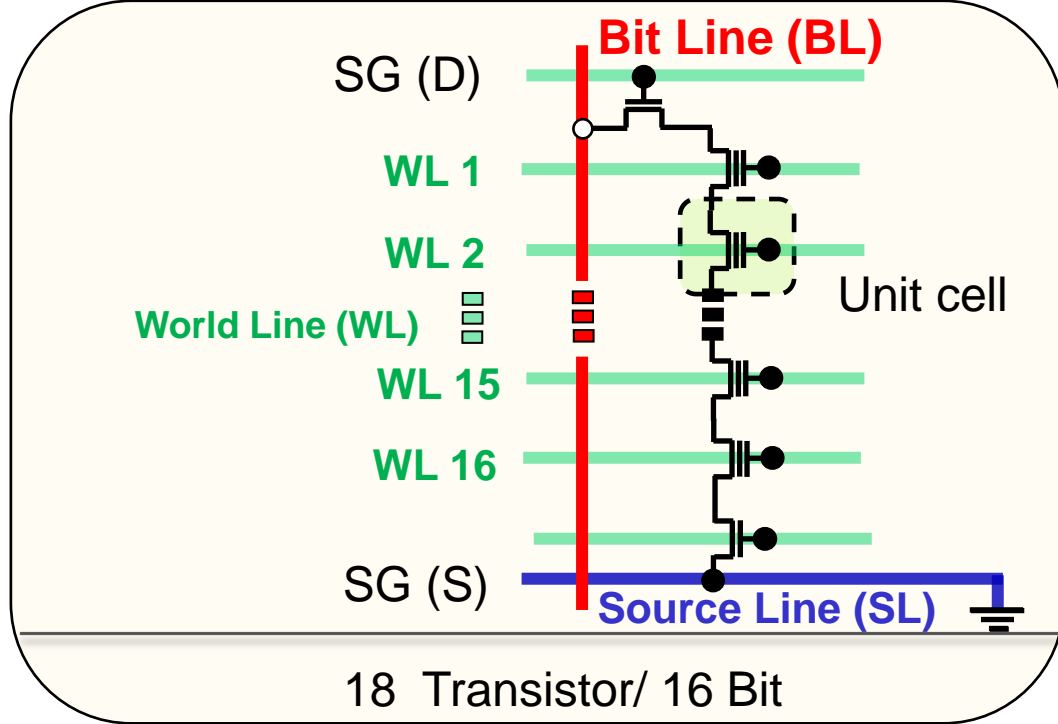 Bit Line (BL)
SG (D)
WL 1
WL 2
Unit cell
World Line (WL)
WL 15
WL 16
SG (S)
Source Line (SL)
18 Transistor/ 16 Bit